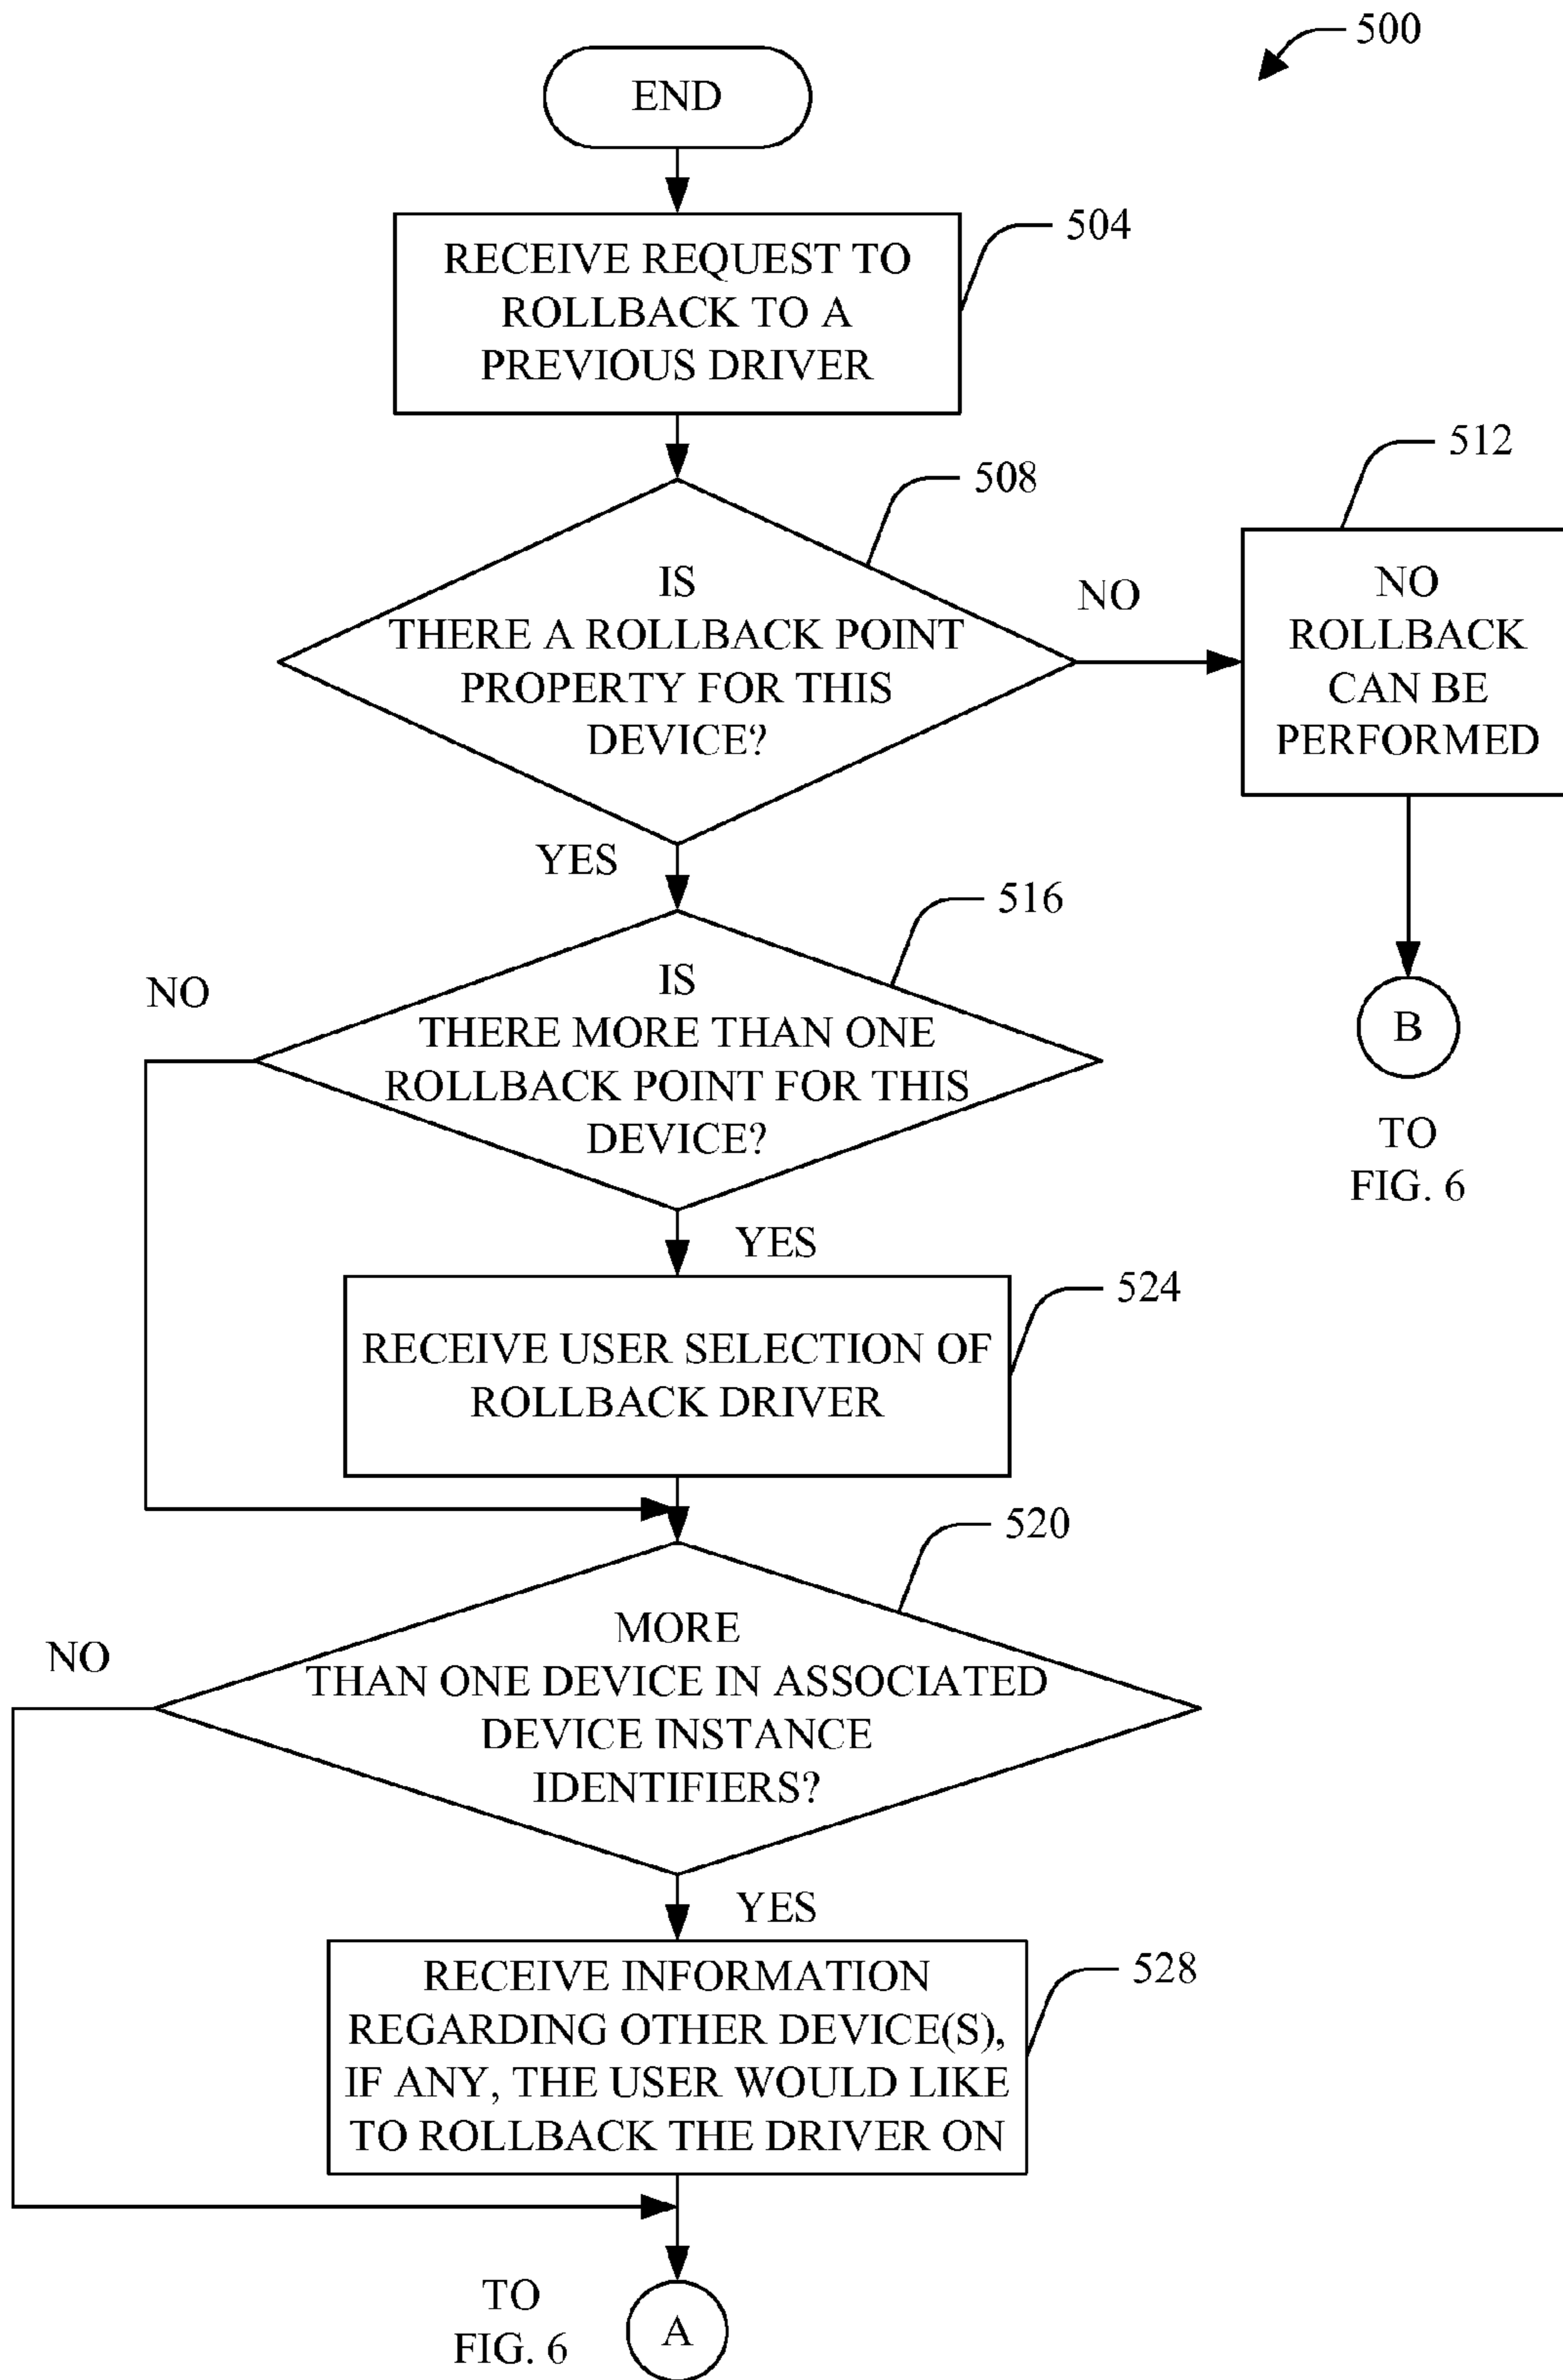 500
END
504
RECEIVE REQUEST TO
ROLLBACK TO A
PREVIOUS DRIVER
508
IS
THERE A ROLLBACK POINT
PROPERTY FOR THIS
DEVICE?
NO
512
NO
ROLLBACK
CAN BE
PERFORMED
B
TO
FIG. 6
YES
516
IS
THERE MORE THAN ONE
ROLLBACK POINT FOR THIS
DEVICE?
NO
YES
524
RECEIVE USER SELECTION OF
ROLLBACK DRIVER
520
MORE
THAN ONE DEVICE IN ASSOCIATED
DEVICE INSTANCE
IDENTIFIERS?
NO
YES
528
RECEIVE INFORMATION
REGARDING OTHER DEVICE(S),
IF ANY, THE USER WOULD LIKE
TO ROLLBACK THE DRIVER ON
TO
FIG. 6
A